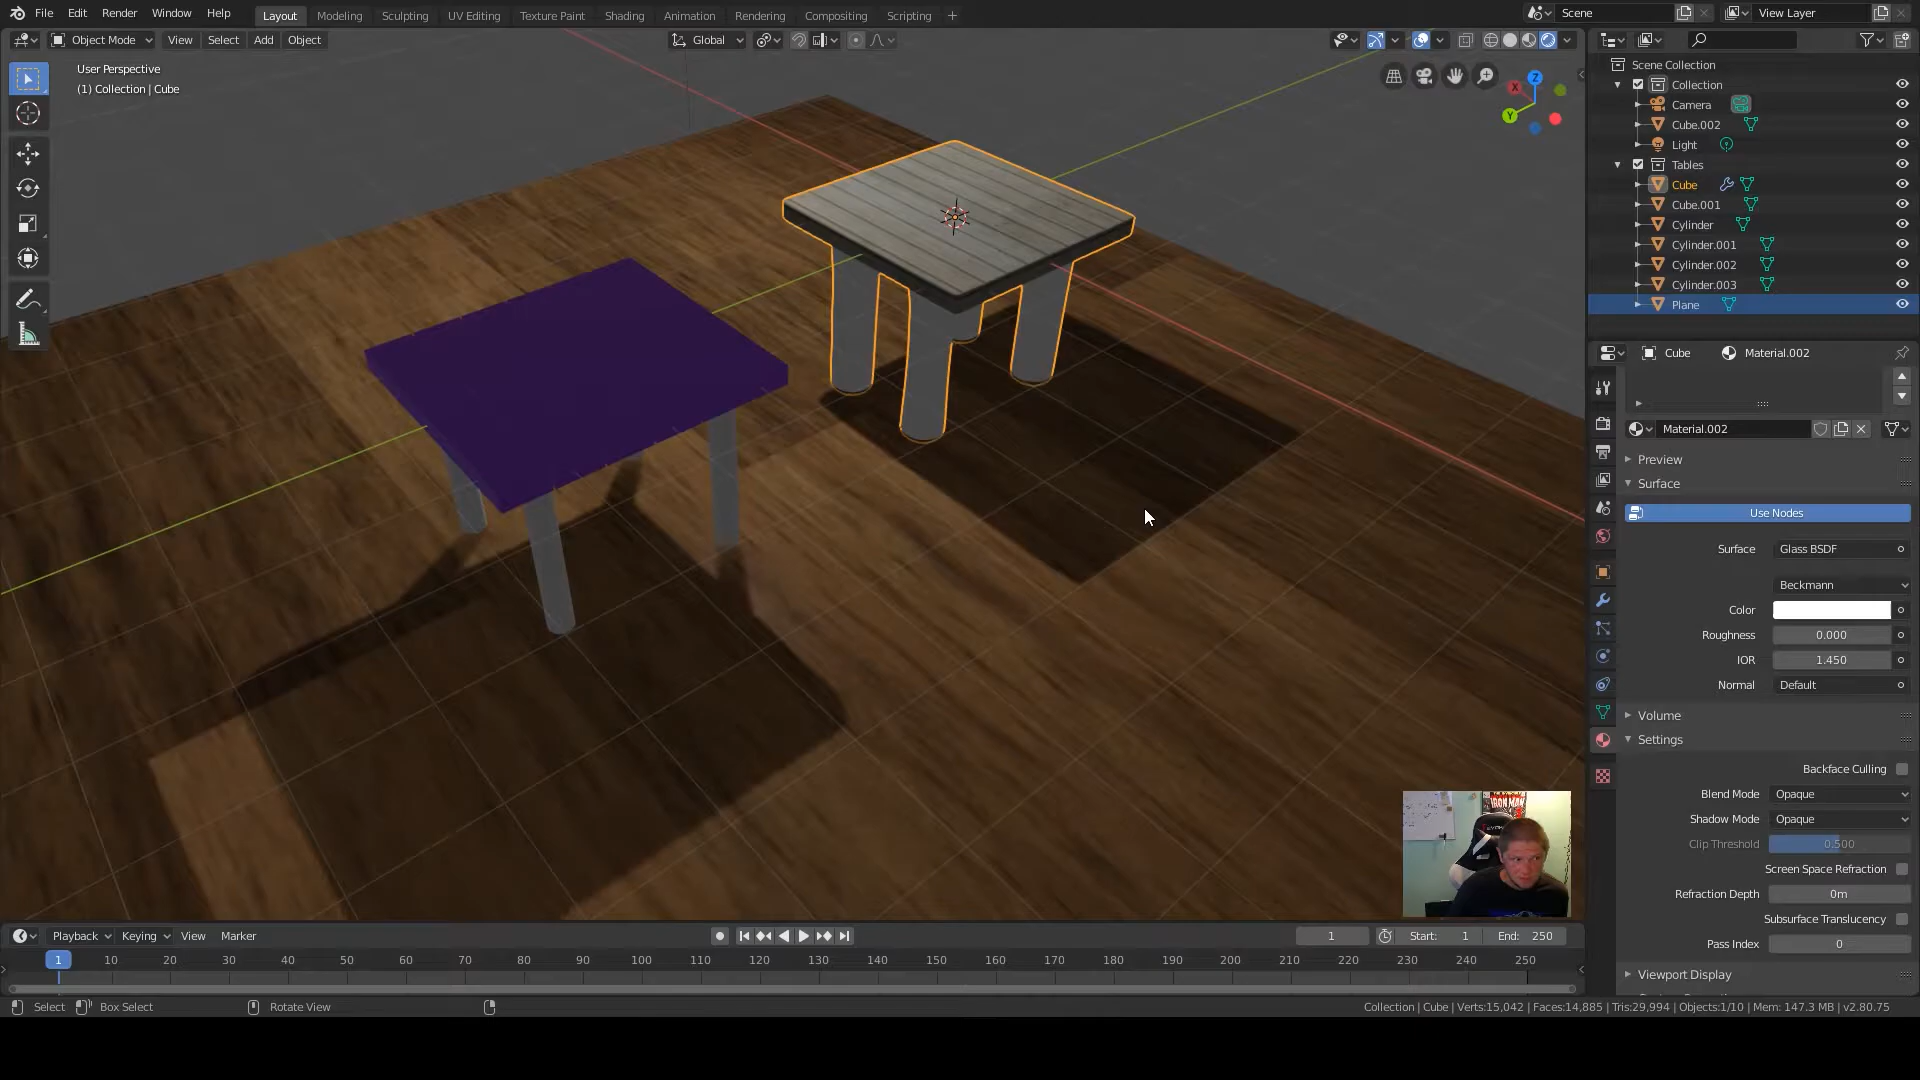 File Edit Render Window Help Layout Modeling Sculpting UV Editing Texture Paint Shading Animation Rendering Compositing Scripting + Scene View Layer
Object Mode View Select Add Object Global
User Perspective
(1) Collection | Cube
X
Y
Z
Scene Collection
Collection
Camera
Cube.002
Light
Tables
Cube
Cube.001
Cylinder
Cylinder.001
Cylinder.002
Cylinder.003
Plane
Cube Material.002
Material.002
Preview
Surface
Use Nodes
Surface Glass BSDF
Beckmann
Color
Roughness 0.000
IOR 1.450
Normal Default
Volume
Settings
Backface Culling
Blend Mode Opaque
Shadow Mode Opaque
Clip Threshold 0.500
Screen Space Refraction
Refraction Depth 0m
Subsurface Translucency
Pass Index 0
Viewport Display
IRON MAN
Playback Keying View Marker 1 Start: 1 End: 250
1 10 20 30 40 50 60 70 80 90 100 110 120 130 140 150 160 170 180 190 200 210 220 230 240 250
Select Box Select Rotate View Collection | Cube | Verts:15,042 | Faces:14,885 | Tris:29,994 | Objects:1/10 | Mem: 147.3 MB | v2.80.75